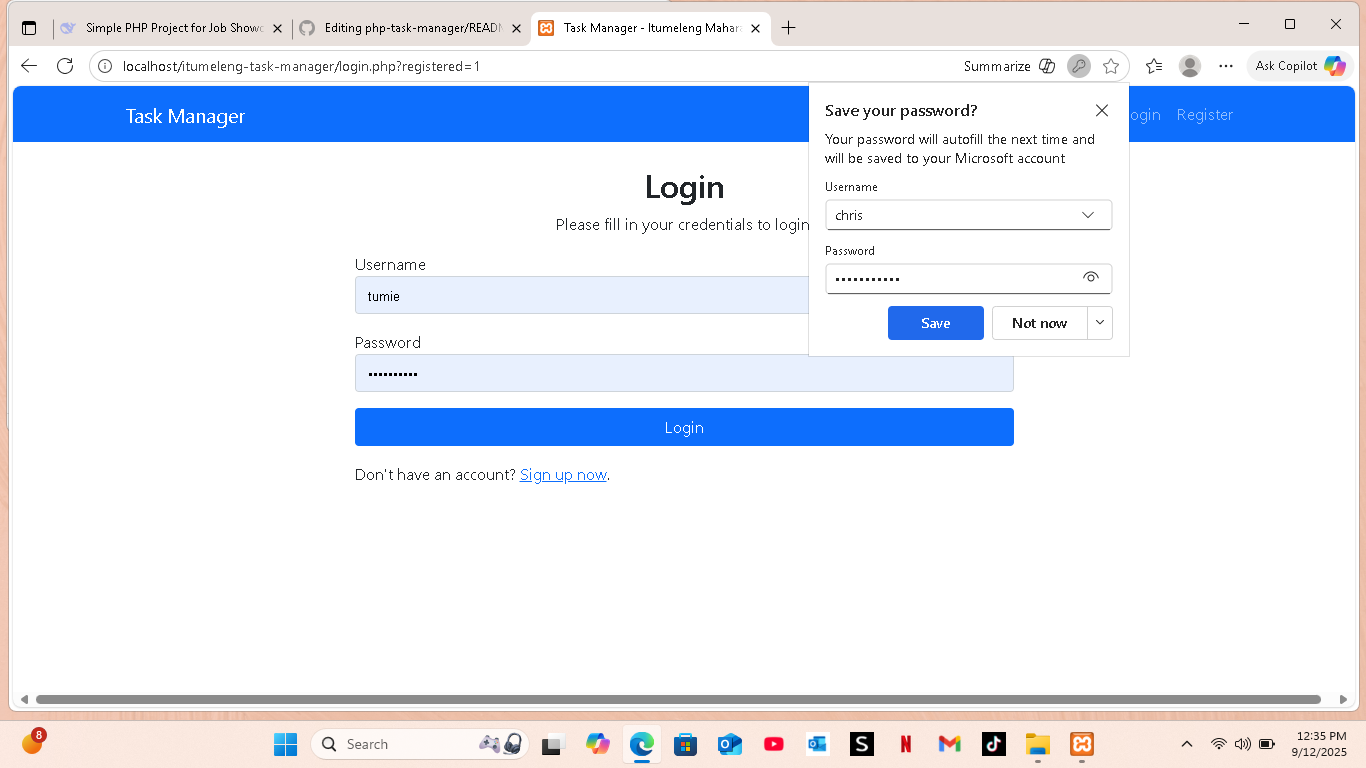 Simple PHP Project for Job Showc
Editing php-task-manager/READM
Task Manager - Itumeleng Mahar
localhost/itumeleng-task-manager/login.php?registered=1
Summarize
Ask Copilot
Task Manager
ogin
Register
Save your password?
Your password will autofill the next time and
will be saved to your Microsoft account
Username
chris
Password
•••••••••••
Save
Not now
Login
Please fill in your credentials to login
Username
tumie
Password
••••••••••
Login
Don't have an account? Sign up now.
8
Search
S
N
12:35 PM
9/12/2025